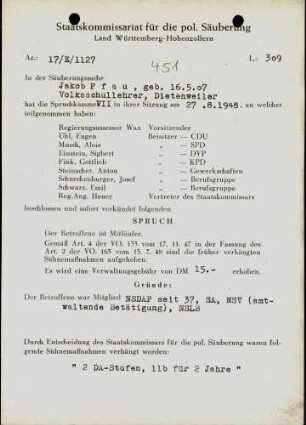 Staatskommissariat für die pol. Säuberung
Land Württemberg-Hohenzollern
Az.: 17/E/1127
451
L: 309
In der Säuberungssache
Jakob P f a u , geb. 16.5.07
Volksschullehrer, Dietenweiler
hat die Spruchkammer VII in ihrer Sitzung am 27 .8.1948. an welcher
teilgenommen haben:
Regierungsassessor Wax Vorsitzender
Uhl, Eugen Beisitzer — CDU
Munk, Alois „ — SPD
Einstein, Sigbert „ — DVP
Fink, Gottlieb „ — KPD
Steinacher, Anton „ — Gewerkschaften
Schrekenburger, Josef „ — Berufsgruppe
Schwarz, Emil „ — Berufsgruppe
Reg.Ang. Hauer Vertreter des Staatskommissars
beschlossen und sofort verkündet folgenden
SPRUCH
Der Betroffene ist Mitläufer.
Gemäß Art. 4 der VO. 133 vom 17. 11. 47 in der Fassung des
Art. 2 der VO. 165 vom 13. 7. 48 sind die früher verhängten
Sühnemaßnahmen aufgehoben.
Es wird eine Verwaltungsgebühr von DM 15.- erhoben.
Gründe:
Der Betroffene war Mitglied NSDAP seit 37, SA, NSV (amt-
waltende Betätigung), NSLB
Durch Entscheidung des Staatskommissars für die pol. Säuberung waren fol-
gende Sühnemaßnahmen verhängt worden:
" 2 DA-Stufen, 11b für 2 Jahre "